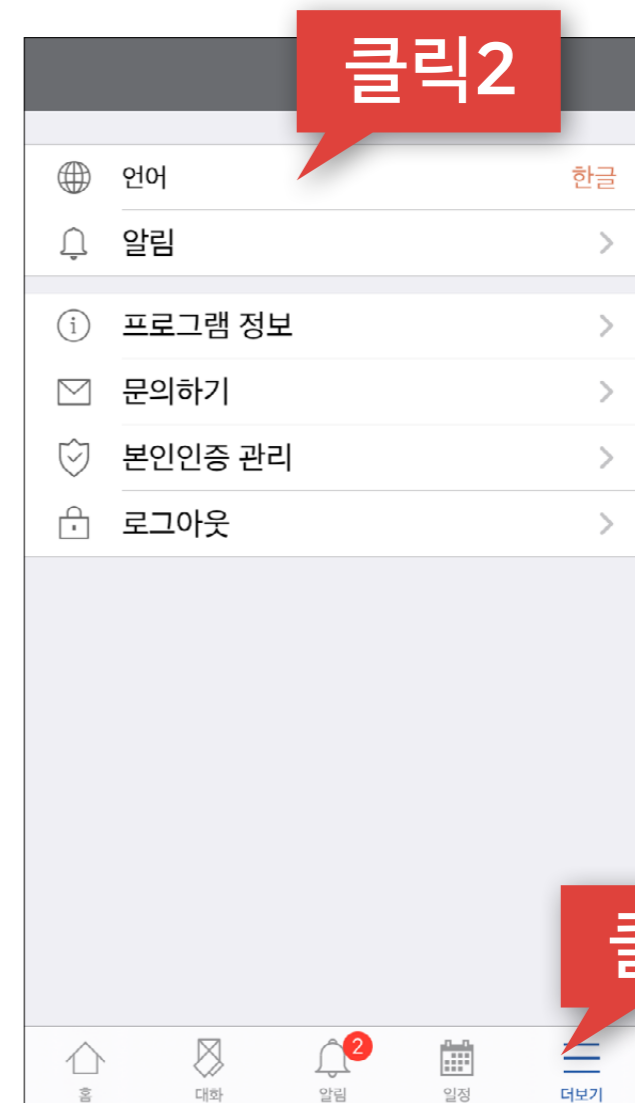 클릭2
언어 한글
알림
프로그램 정보
문의하기
본인인증 관리
로그아웃
2
홈 대화 알림 일정 더보기